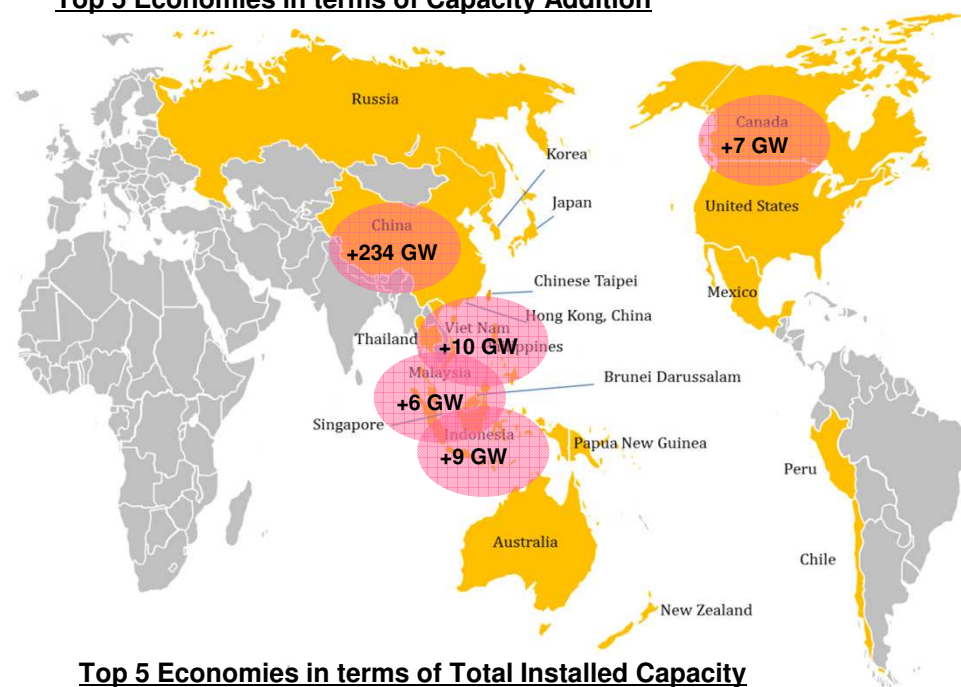 Top 5 Economies in terms of Capacity Addition
Russia
Canada
+7 GW
Korea
Japan
United States
China
+234 GW
Chinese Taipei
Mexico
Hong Kong, China
Thailand
Viet Nam
+10 GW
Malaysia
Brunei Darussalam
+6 GW
Singapore
Indonesia
Papua New Guinea
+9 GW
Peru
Australia
Chile
New Zealand
Top 5 Economies in terms of Total Installed Capacity